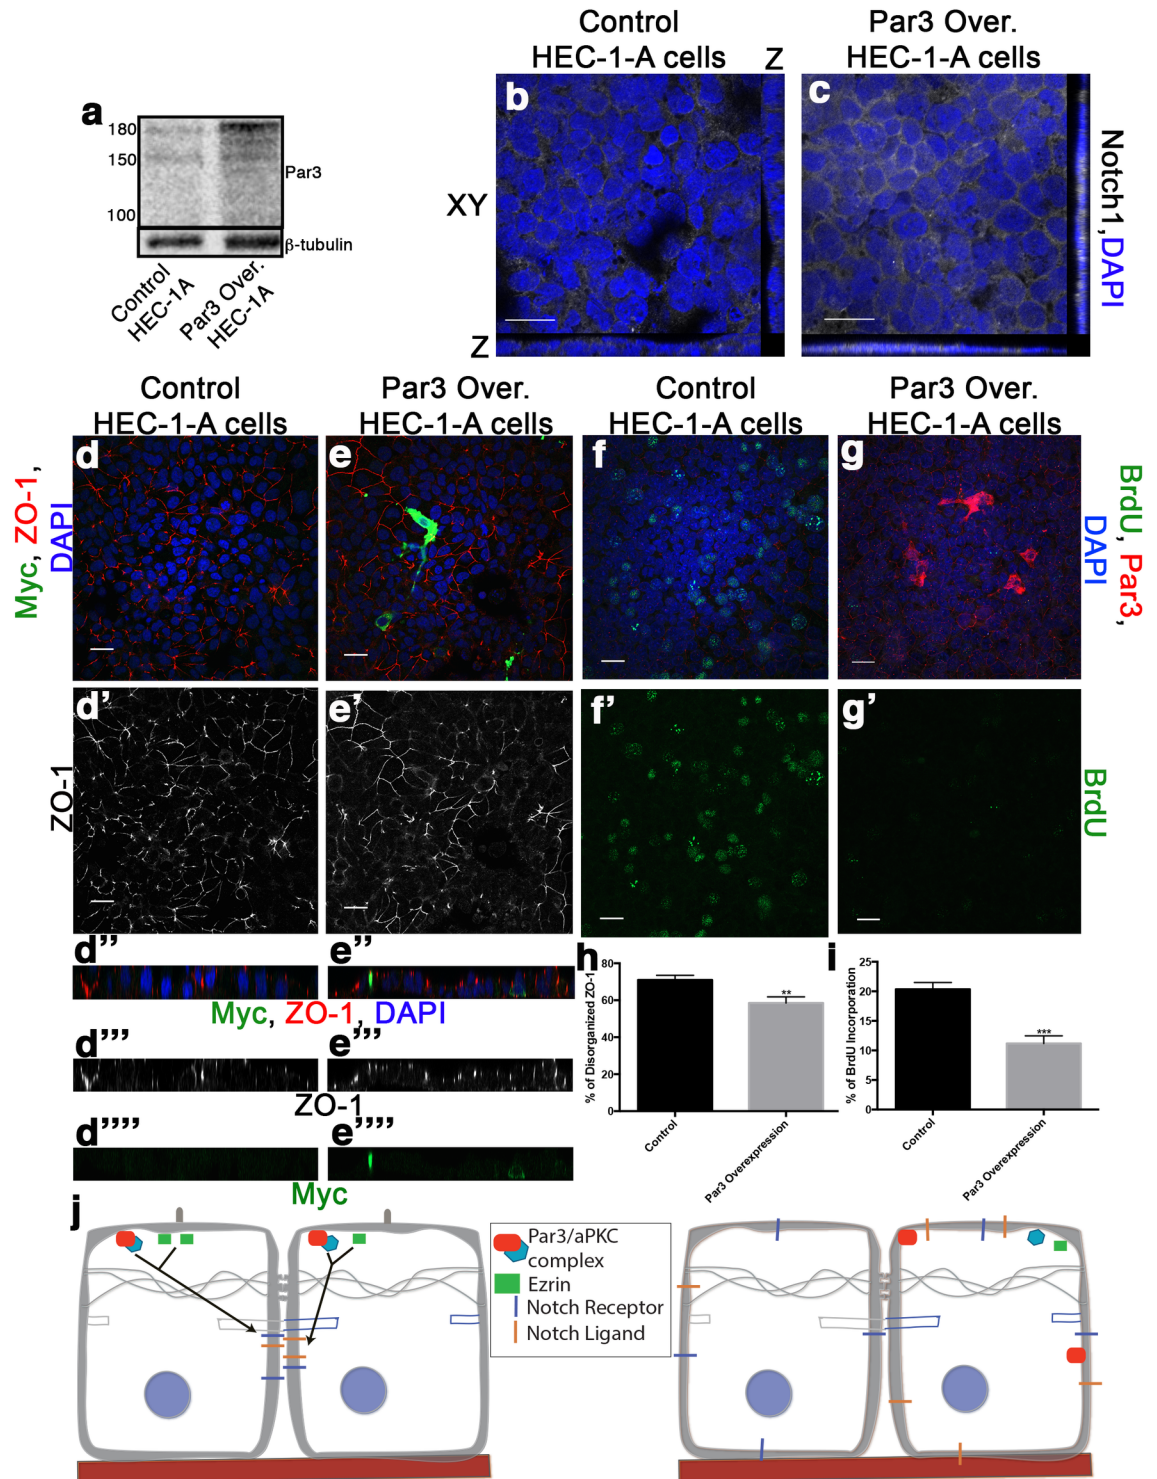 Control
HEC-1-A cells
Par3 Over.
HEC-1-A cells
a
180
150
100
Par3
β-tubulin
Control
HEC-1A
Par3 Over.
HEC-1A
b
Z
XY
Z
c
Notch1, DAPI
Control
HEC-1-A cells
Par3 Over.
HEC-1-A cells
Control
HEC-1-A cells
Par3 Over.
HEC-1-A cells
Myc, ZO-1,
DAPI
d
e
f
g
BrdU, Par3,
DAPI
ZO-1
d’
e’
f’
g’
BrdU
d’’
e’’
Myc, ZO-1, DAPI
d’’’
e’’’
ZO-1
d’’’’
e’’’’
Myc
h
% of Disorganized ZO-1
80
60
40
20
0
**
Control
Par3 Overexpression
i
% of BrdU Incorporation
25
20
15
10
5
0
***
Control
Par3 Overexpression
j
Par3/aPKC
complex
Ezrin
Notch Receptor
Notch Ligand